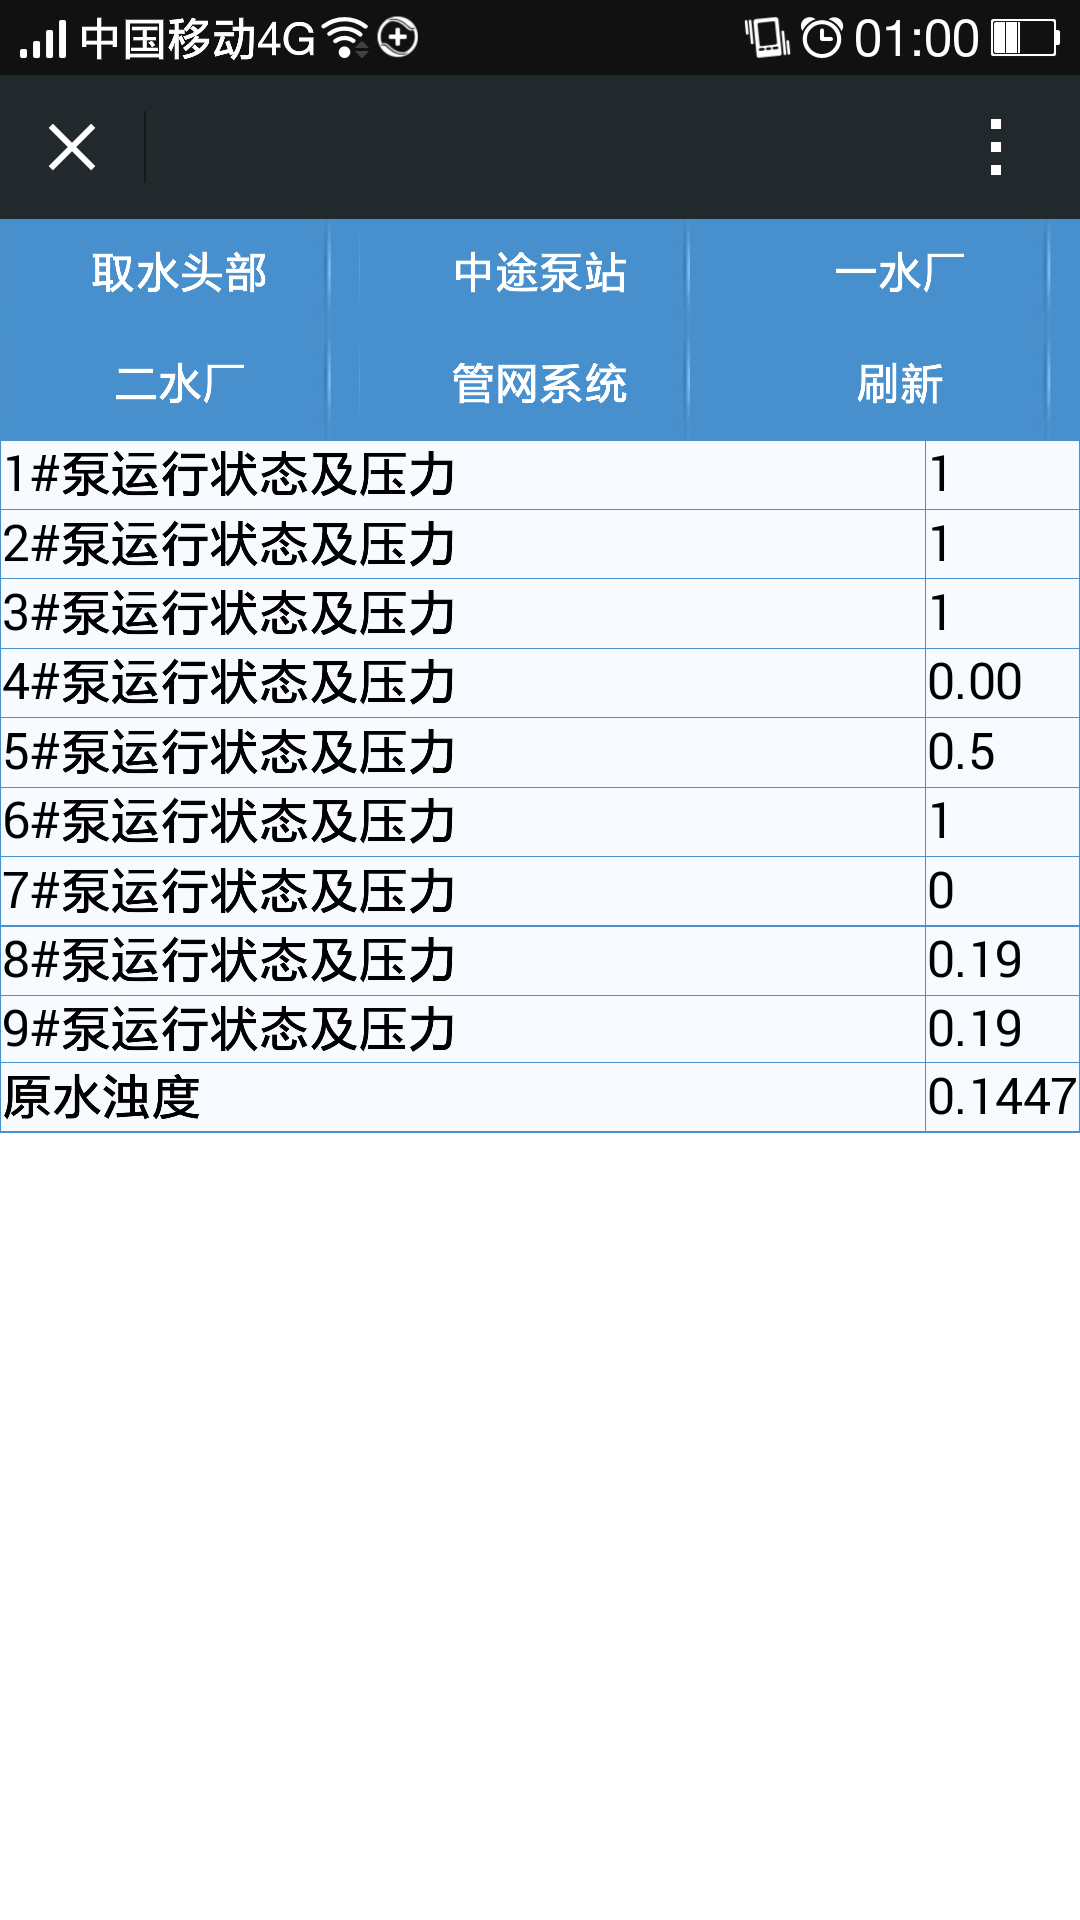 中国移动4G 01:00
取水头部 中途泵站 一水厂
二水厂 管网系统 刷新
1#泵运行状态及压力 1
2#泵运行状态及压力 1
3#泵运行状态及压力 1
4#泵运行状态及压力 0.00
5#泵运行状态及压力 0.5
6#泵运行状态及压力 1
7#泵运行状态及压力 0
8#泵运行状态及压力 0.19
9#泵运行状态及压力 0.19
原水浊度 0.1447